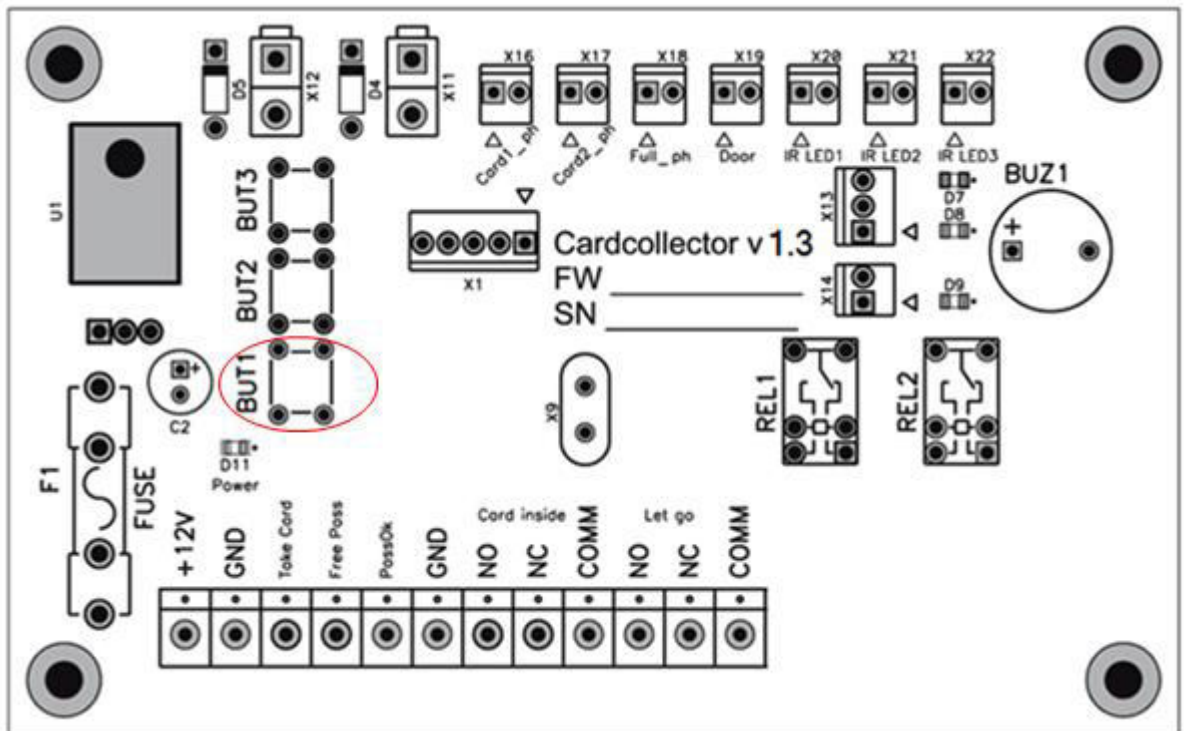 X16 X17 X18 X19 X20 X21 X22
D5 X12 D4 X11
Card1_ph Card2_ph Full_ph Door IR LED1 IR LED2 IR LED3
U1
BUT3
X13
D7
D8
BUZ1
+
X1
Cardcollector v 1.3
FW
SN
BUT2
X14
D9
BUT1
+
C2
X9
REL1
REL2
D11
Power
F1
FUSE
Card inside Let go
+12V GND Take Card Free Pass PassOk GND NO NC COMM NO NC COMM